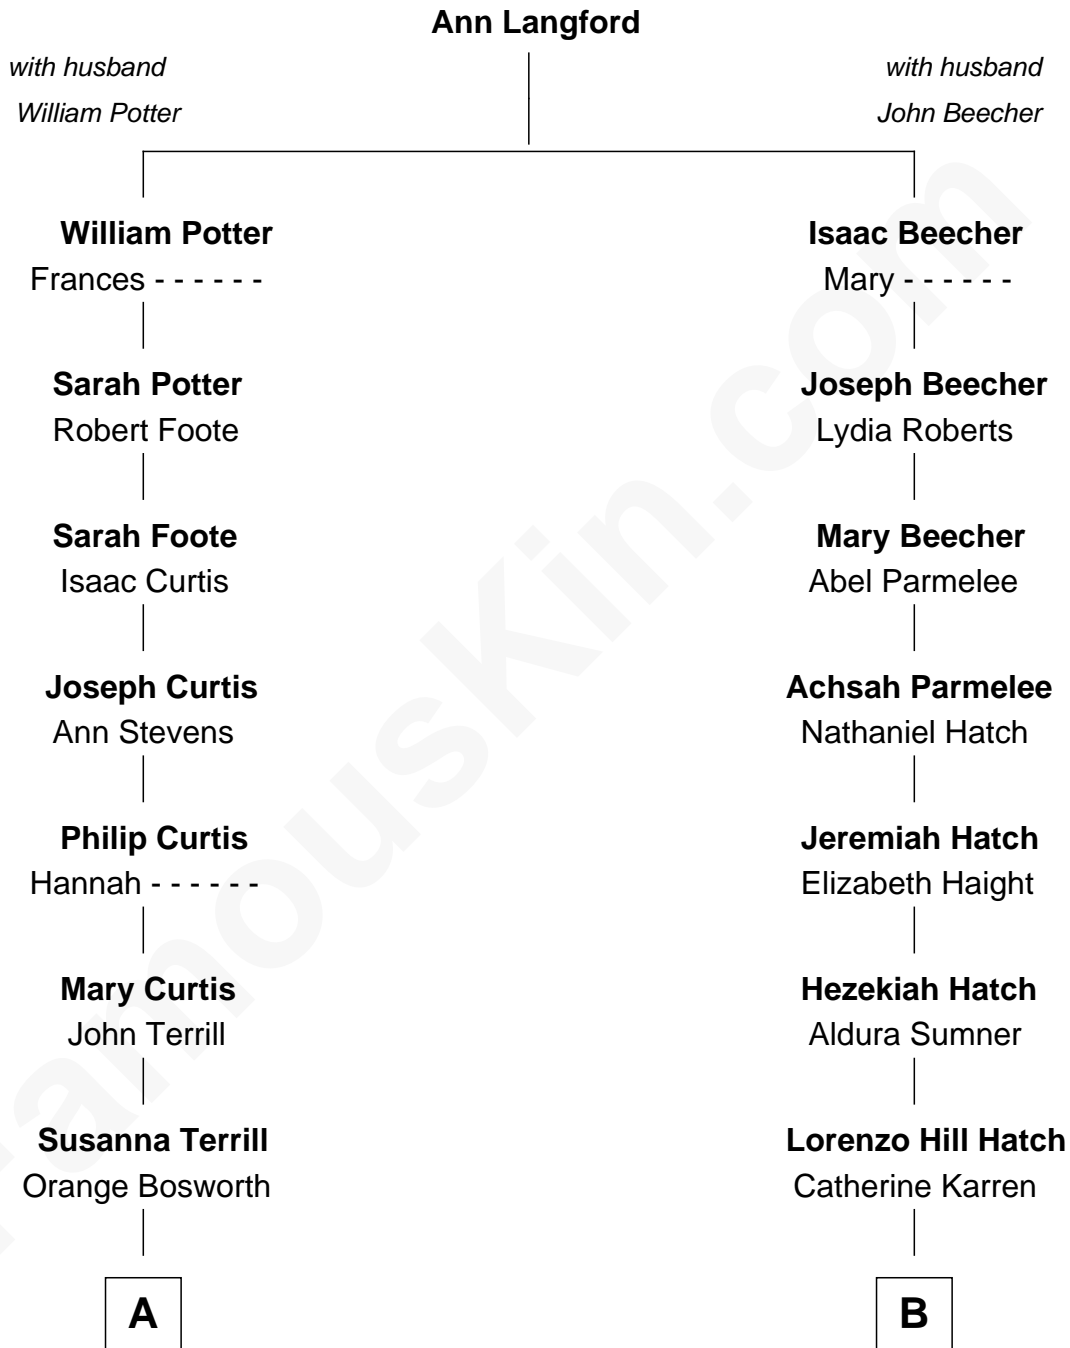 Ann Langford
with husband
William Potter
with husband
John Beecher
William Potter
Frances - - - - - -
Isaac Beecher
Mary - - - - - -
Sarah Potter
Robert Foote
Joseph Beecher
Lydia Roberts
Sarah Foote
Isaac Curtis
Mary Beecher
Abel Parmelee
Joseph Curtis
Ann Stevens
Achsah Parmelee
Nathaniel Hatch
Philip Curtis
Hannah - - - - - -
Jeremiah Hatch
Elizabeth Haight
Mary Curtis
John Terrill
Hezekiah Hatch
Aldura Sumner
Susanna Terrill
Orange Bosworth
Lorenzo Hill Hatch
Catherine Karren
A
B
FamousKin.com